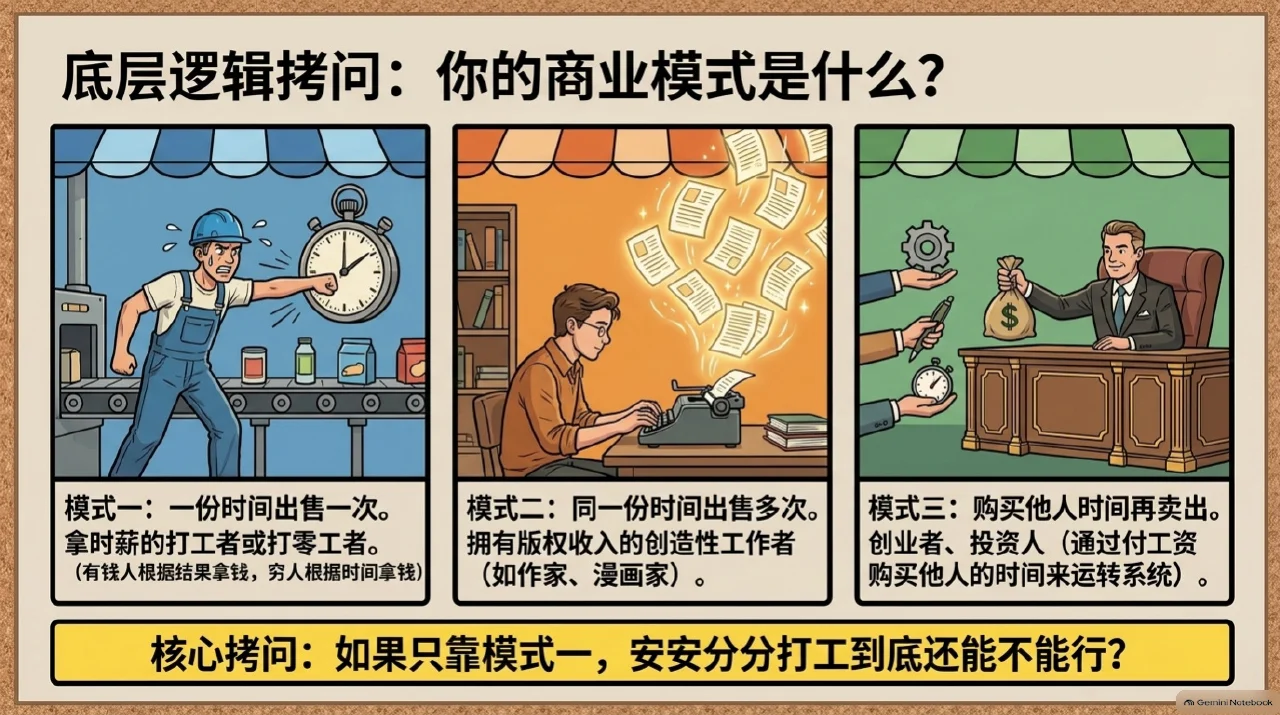 底层逻辑拷问：你的商业模式是什么？
$
模式一：一份时间出售一次。
拿时薪的打工者或打零工者。
（有钱人根据结果拿钱，穷人根据时间拿钱）
模式二：同一份时间出售多次。
拥有版权收入的创造性工作者
（如作家、漫画家）。
模式三：购买他人时间再卖出。
创业者、投资人（通过付工资
购买他人的时间来运转系统）。
核心拷问：如果只靠模式一，安安分分打工到底还能不能行？
Gemini Notebook